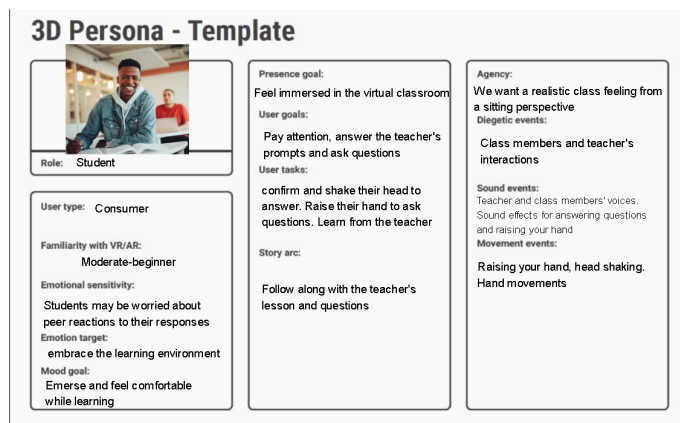 3D Persona - Template
Role: Student
User type: Consumer
Familiarity with VR/AR:
Moderate-beginner
Emotional sensitivity:
Students may be worried about
peer reactions to their responses
Emotion target:
embrace the learning environment
Mood goal:
Emerse and feel comfortable
while learning
Presence goal:
Feel immersed in the virtual classroom
User goals:
Pay attention, answer the teacher's
prompts and ask questions
User tasks:
confirm and shake their head to
answer. Raise their hand to ask
questions. Learn from the teacher
Story arc:
Follow along with the teacher's
lesson and questions
Agency:
We want a realistic class feeling from
a sitting perspective
Diegetic events:
Class members and teacher's
interactions
Sound events:
Teacher and class members' voices.
Sound effects for answering questions
and raising your hand
Movement events:
Raising your hand, head shaking.
Hand movements